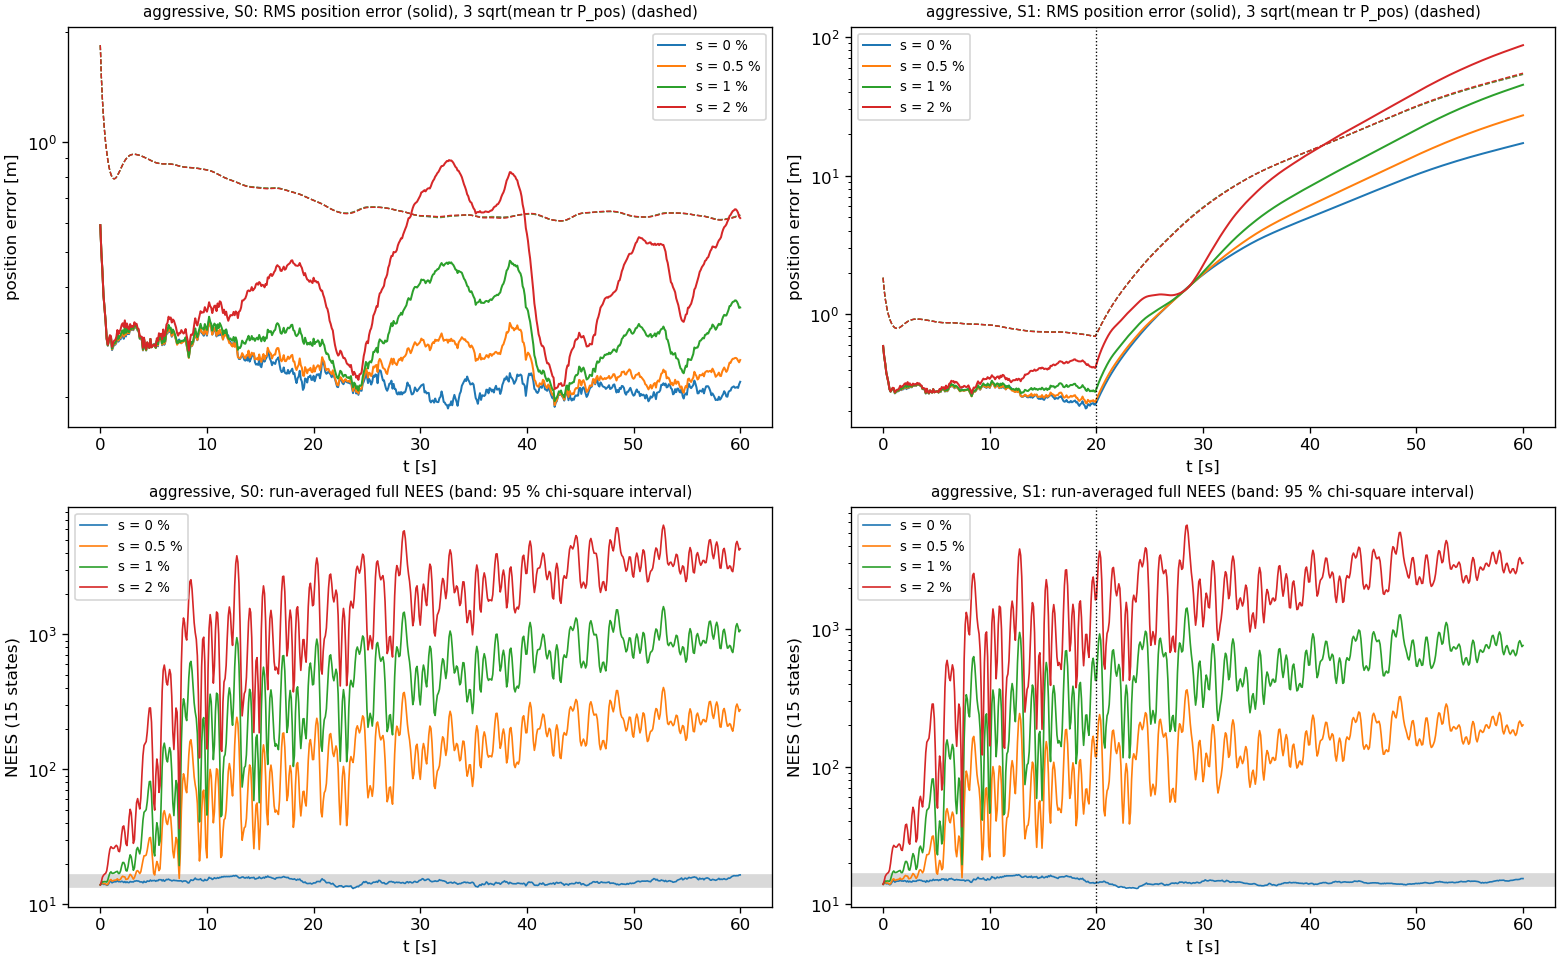 aggressive, S0: RMS position error (solid), 3 sqrt(mean tr P_pos) (dashed)
position error [m]
10⁰
s = 0 %
s = 0.5 %
s = 1 %
s = 2 %
0 10 20 30 40 50 60
t [s]
aggressive, S1: RMS position error (solid), 3 sqrt(mean tr P_pos) (dashed)
position error [m]
10²
10¹
10⁰
s = 0 %
s = 0.5 %
s = 1 %
s = 2 %
0 10 20 30 40 50 60
t [s]
aggressive, S0: run-averaged full NEES (band: 95 % chi-square interval)
NEES (15 states)
10³
10²
10¹
s = 0 %
s = 0.5 %
s = 1 %
s = 2 %
0 10 20 30 40 50 60
t [s]
aggressive, S1: run-averaged full NEES (band: 95 % chi-square interval)
NEES (15 states)
10³
10²
10¹
s = 0 %
s = 0.5 %
s = 1 %
s = 2 %
0 10 20 30 40 50 60
t [s]